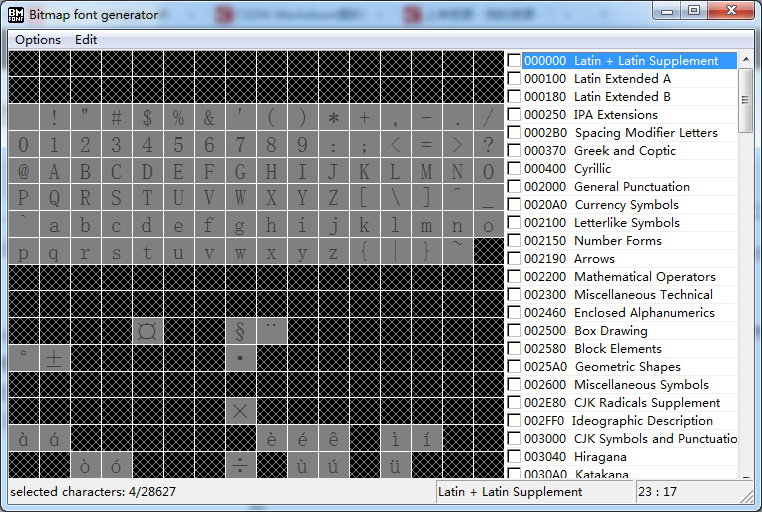 BM FONT Bitmap font generator
Options Edit
! " # $ % & ' ( ) * + , - . /
0 1 2 3 4 5 6 7 8 9 : ; < = > ?
@ A B C D E F G H I J K L M N O
P Q R S T U V W X Y Z [ \ ] ^ _
` a b c d e f g h i j k l m n o
p q r s t u v w x y z { | } ~
¤ § ¨
° ± ·
×
à á è é ê ì í
ò ó ÷ ù ú ü
000000 Latin + Latin Supplement
000100 Latin Extended A
000180 Latin Extended B
000250 IPA Extensions
0002B0 Spacing Modifier Letters
000370 Greek and Coptic
000400 Cyrillic
002000 General Punctuation
0020A0 Currency Symbols
002100 Letterlike Symbols
002150 Number Forms
002190 Arrows
002200 Mathematical Operators
002300 Miscellaneous Technical
002460 Enclosed Alphanumerics
002500 Box Drawing
002580 Block Elements
0025A0 Geometric Shapes
002600 Miscellaneous Symbols
002E80 CJK Radicals Supplement
002FF0 Ideographic Description
003000 CJK Symbols and Punctuatio
003040 Hiragana
0030A0 Katakana
selected characters: 4/28627
Latin + Latin Supplement
23 : 17